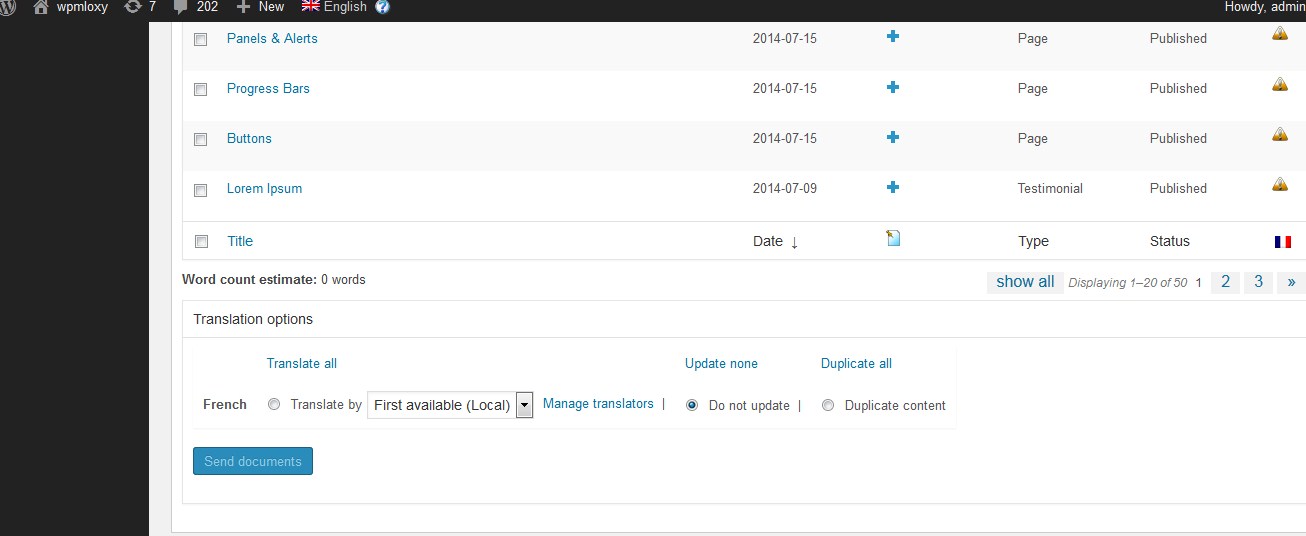 wpmloxy 7 202 New English ? Howdy, admin
Panels & Alerts 2014-07-15 Page Published
Progress Bars 2014-07-15 Page Published
Buttons 2014-07-15 Page Published
Lorem Ipsum 2014-07-09 Testimonial Published
Title Date ↓ Type Status
Word count estimate: 0 words show all Displaying 1–20 of 50 1 2 3 »
Translation options
Translate all Update none Duplicate all
French Translate by First available (Local) Manage translators | Do not update | Duplicate content
Send documents